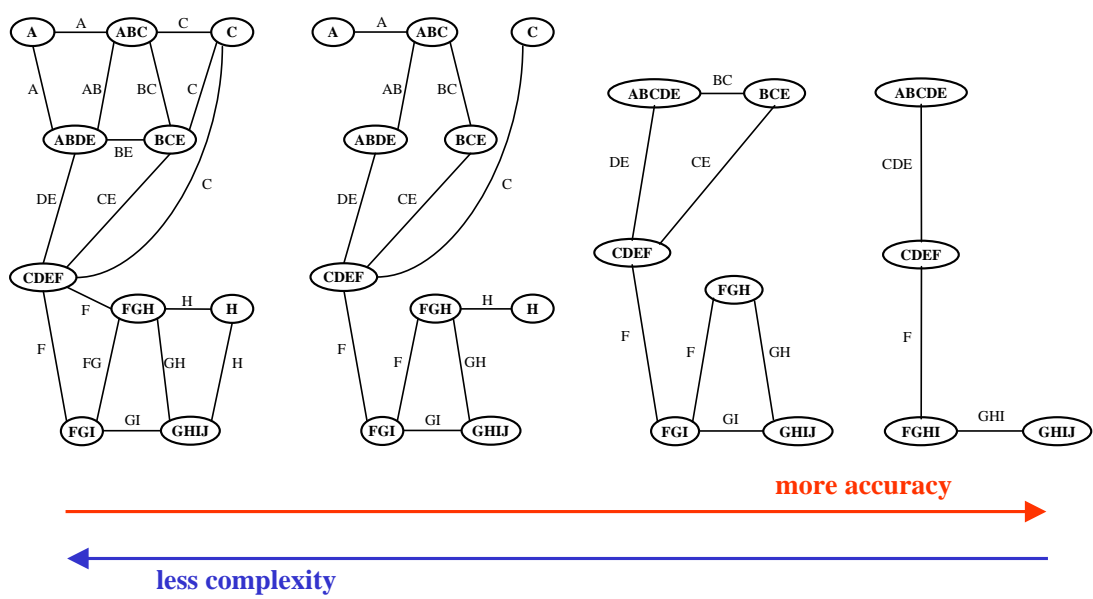 A A ABC C C
A AB BC C
ABDE BE BCE
DE CE C
CDEF
F FGH H H
F FG GH H
FGI GI GHIJ
A A ABC C
AB BC
ABDE BCE
DE CE C
CDEF
FGH H H
F F GH
FGI GI GHIJ
ABCDE BC BCE
DE CE
CDEF
FGH
F F GH
FGI GI GHIJ
ABCDE
CDE
CDEF
F
FGHI GHI GHIJ
more accuracy
less complexity